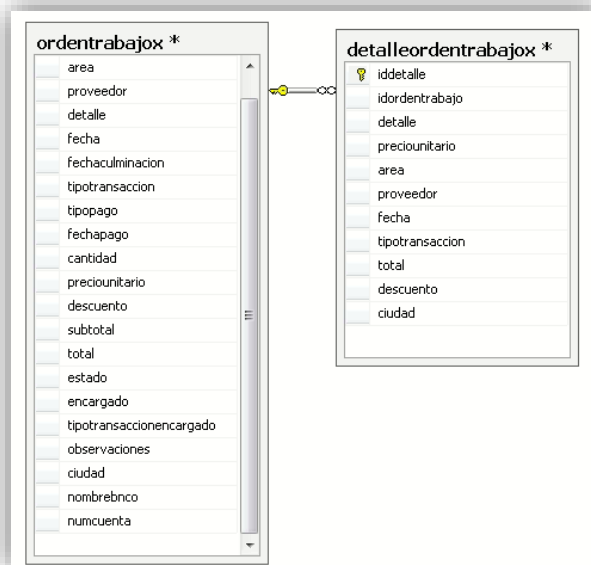 ordentrabajox *
area
proveedor
detalle
fecha
fechaculminacion
tipotransaccion
tipopago
fechapago
cantidad
preciounitario
descuento
subtotal
total
estado
encargado
tipotransaccionencargado
observaciones
ciudad
nombrebnco
numcuenta
detalleordentrabajox *
iddetalle
idordentrabajo
detalle
preciounitario
area
proveedor
fecha
tipotransaccion
total
descuento
ciudad